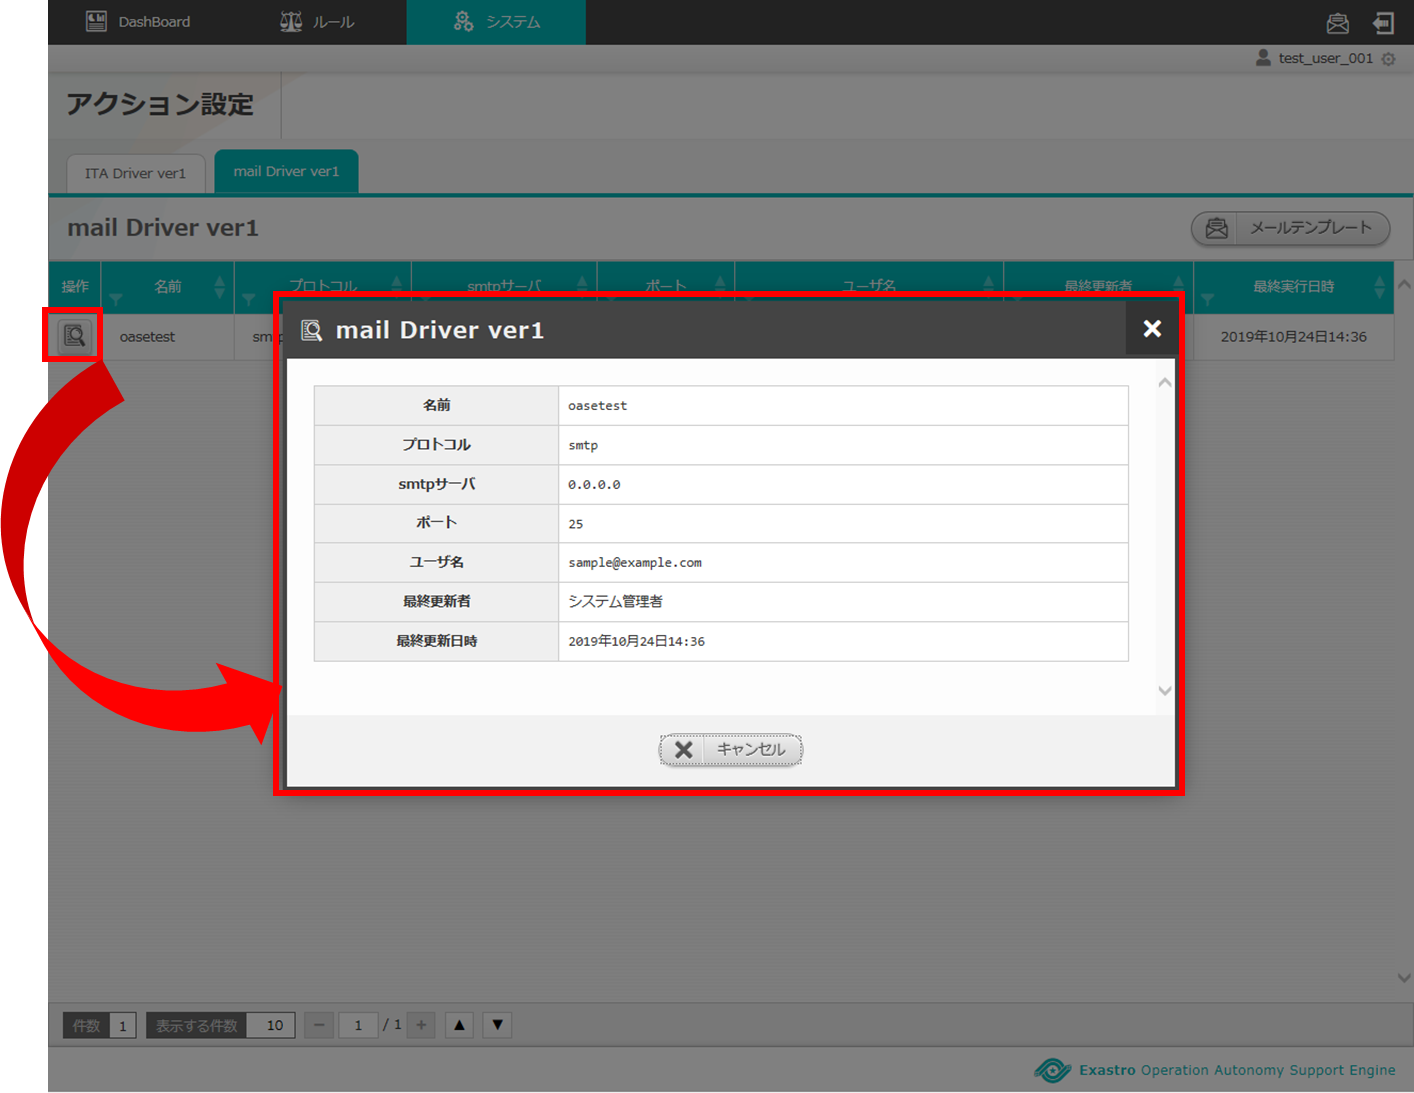 DashBoard
ルール
システム
test_user_001
アクション設定
ITA Driver ver1
mail Driver ver1
mail Driver ver1
メールテンプレート
操作
名前
プロトコル
smtpサーバ
ポート
ユーザ名
最終更新者
最終実行日時
oasetest
smtp
2019年10月24日14:36
mail Driver ver1
名前
oasetest
プロトコル
smtp
smtpサーバ
0.0.0.0
ポート
25
ユーザ名
sample@example.com
最終更新者
システム管理者
最終更新日時
2019年10月24日14:36
キャンセル
件数 1
表示する件数 10
− 1 / 1 +
Exastro Operation Autonomy Support Engine